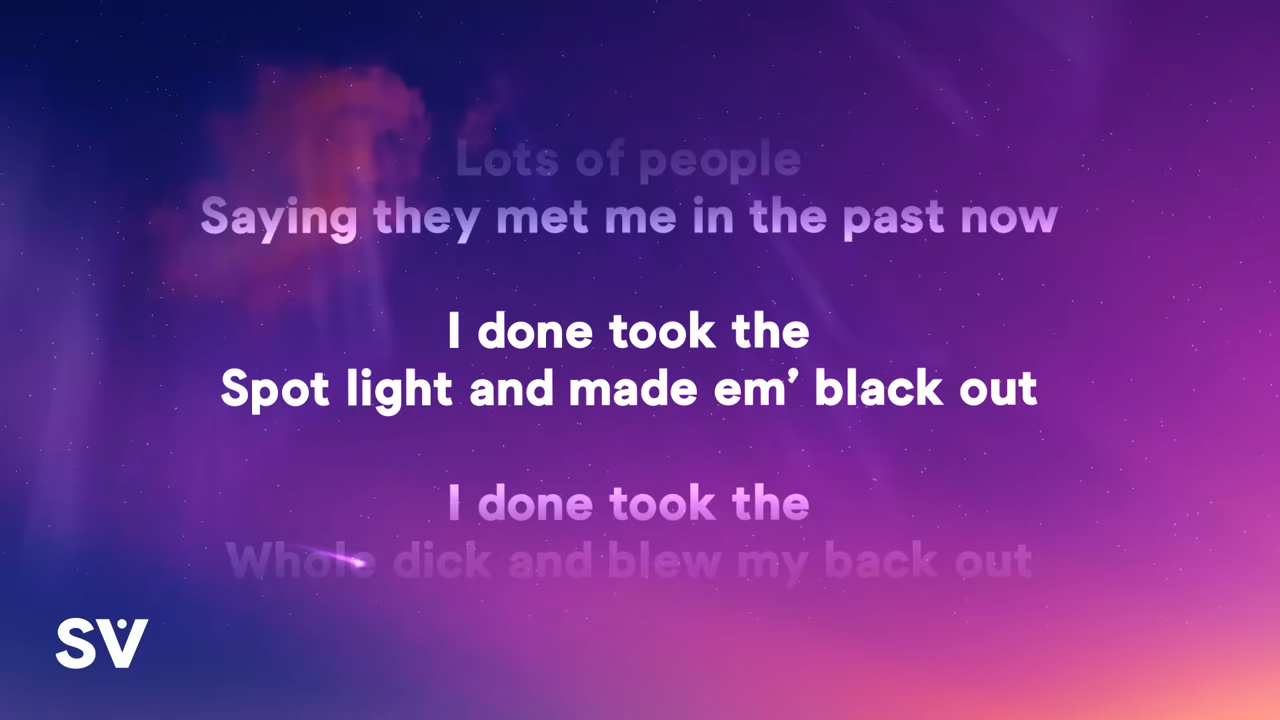 Lots of people
Saying they met me in the past now
I done took the
Spot light and made em’ black out
I done took the
Whole dick and blew my back out
SV